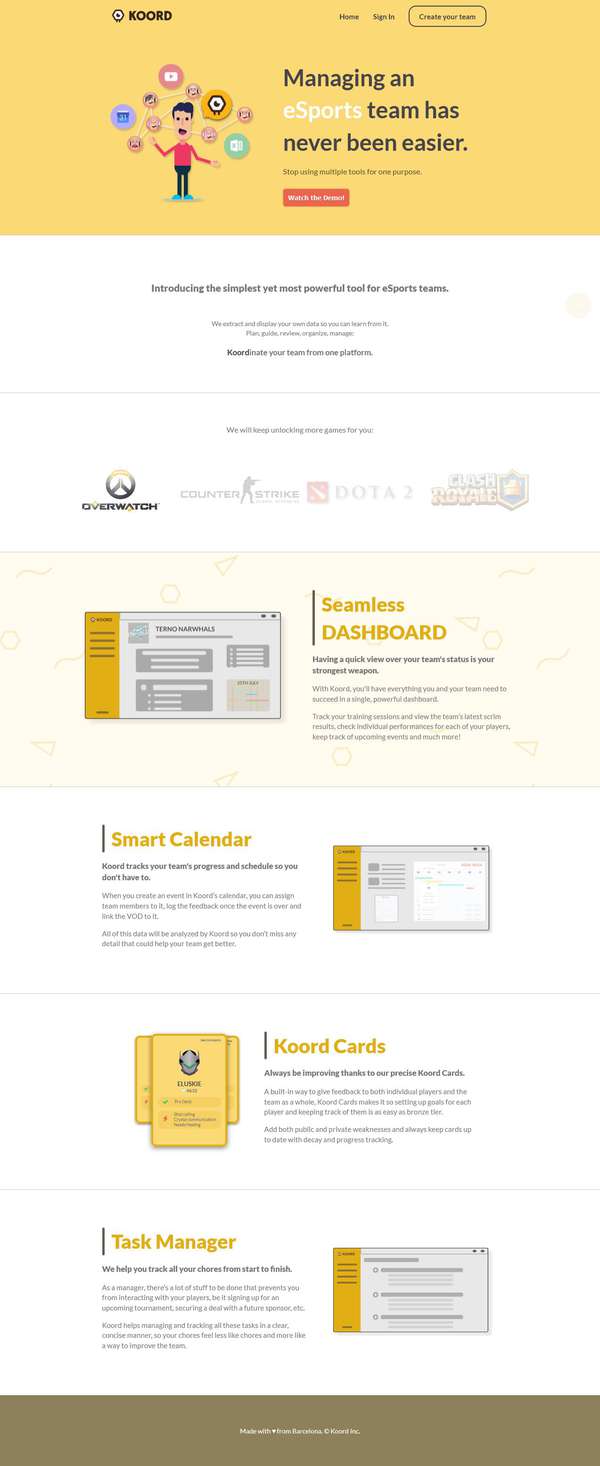 KOORD
Home
Sign In
Create your team
Managing an
eSports team has
never been easier.
Stop using multiple tools for one purpose.
Watch the Demo!
31
Introducing the simplest yet most powerful tool for eSports teams.
We extract and display your own data so you can learn from it.
Plan, guide, review, organize, manage:
Koordinate your team from one platform.
We will keep unlocking more games for you:
OVERWATCH
COUNTER STRIKE
DOTA 2
CLASH
ROYALE
KOORD
TERNO NARWHALS
25TH JULY
Seamless
DASHBOARD
Having a quick view over your team's status is your
strongest weapon.
With Koord, you'll have everything you and your team need to
succeed in a single, powerful dashboard.
Track your training sessions and view the team's latest scrim
results, check individual performances for each of your players,
keep track of upcoming events and much more!
Smart Calendar
Koord tracks your team's progress and schedule so you
don't have to.
When you create an event in Koord's calendar, you can assign
team members to it, log the feedback once the event is over and
link the VOD to it.
All of this data will be analyzed by Koord so you don't miss any
detail that could help your team get better.
KOORD
ELUSKIE
4632
Pro Genji
Shotcalling
Crystal communication
Needs healing
Koord Cards
Always be improving thanks to our precise Koord Cards.
A built-in way to give feedback to both individual players and the
team as a whole, Koord Cards makes it so setting up goals for each
player and keeping track of them is as easy as bronze tier.
Add both public and private weaknesses and always keep cards up
to date with decay and progress tracking.
Task Manager
We help you track all your chores from start to finish.
As a manager, there's a lot of stuff to be done that prevents you
from interacting with your players, be it signing up for an
upcoming tournament, securing a deal with a future sponsor, etc.
Koord helps managing and tracking all these tasks in a clear,
concise manner, so your chores feel less like chores and more like
a way to improve the team.
KOORD
Made with ♥ from Barcelona. © Koord Inc.